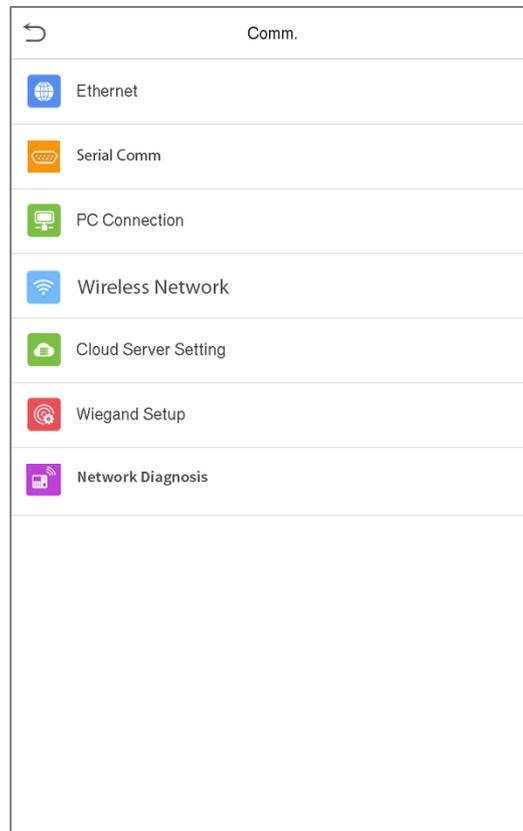 Comm.
Ethernet
Serial Comm
PC Connection
Wireless Network
Cloud Server Setting
Wiegand Setup
Network Diagnosis